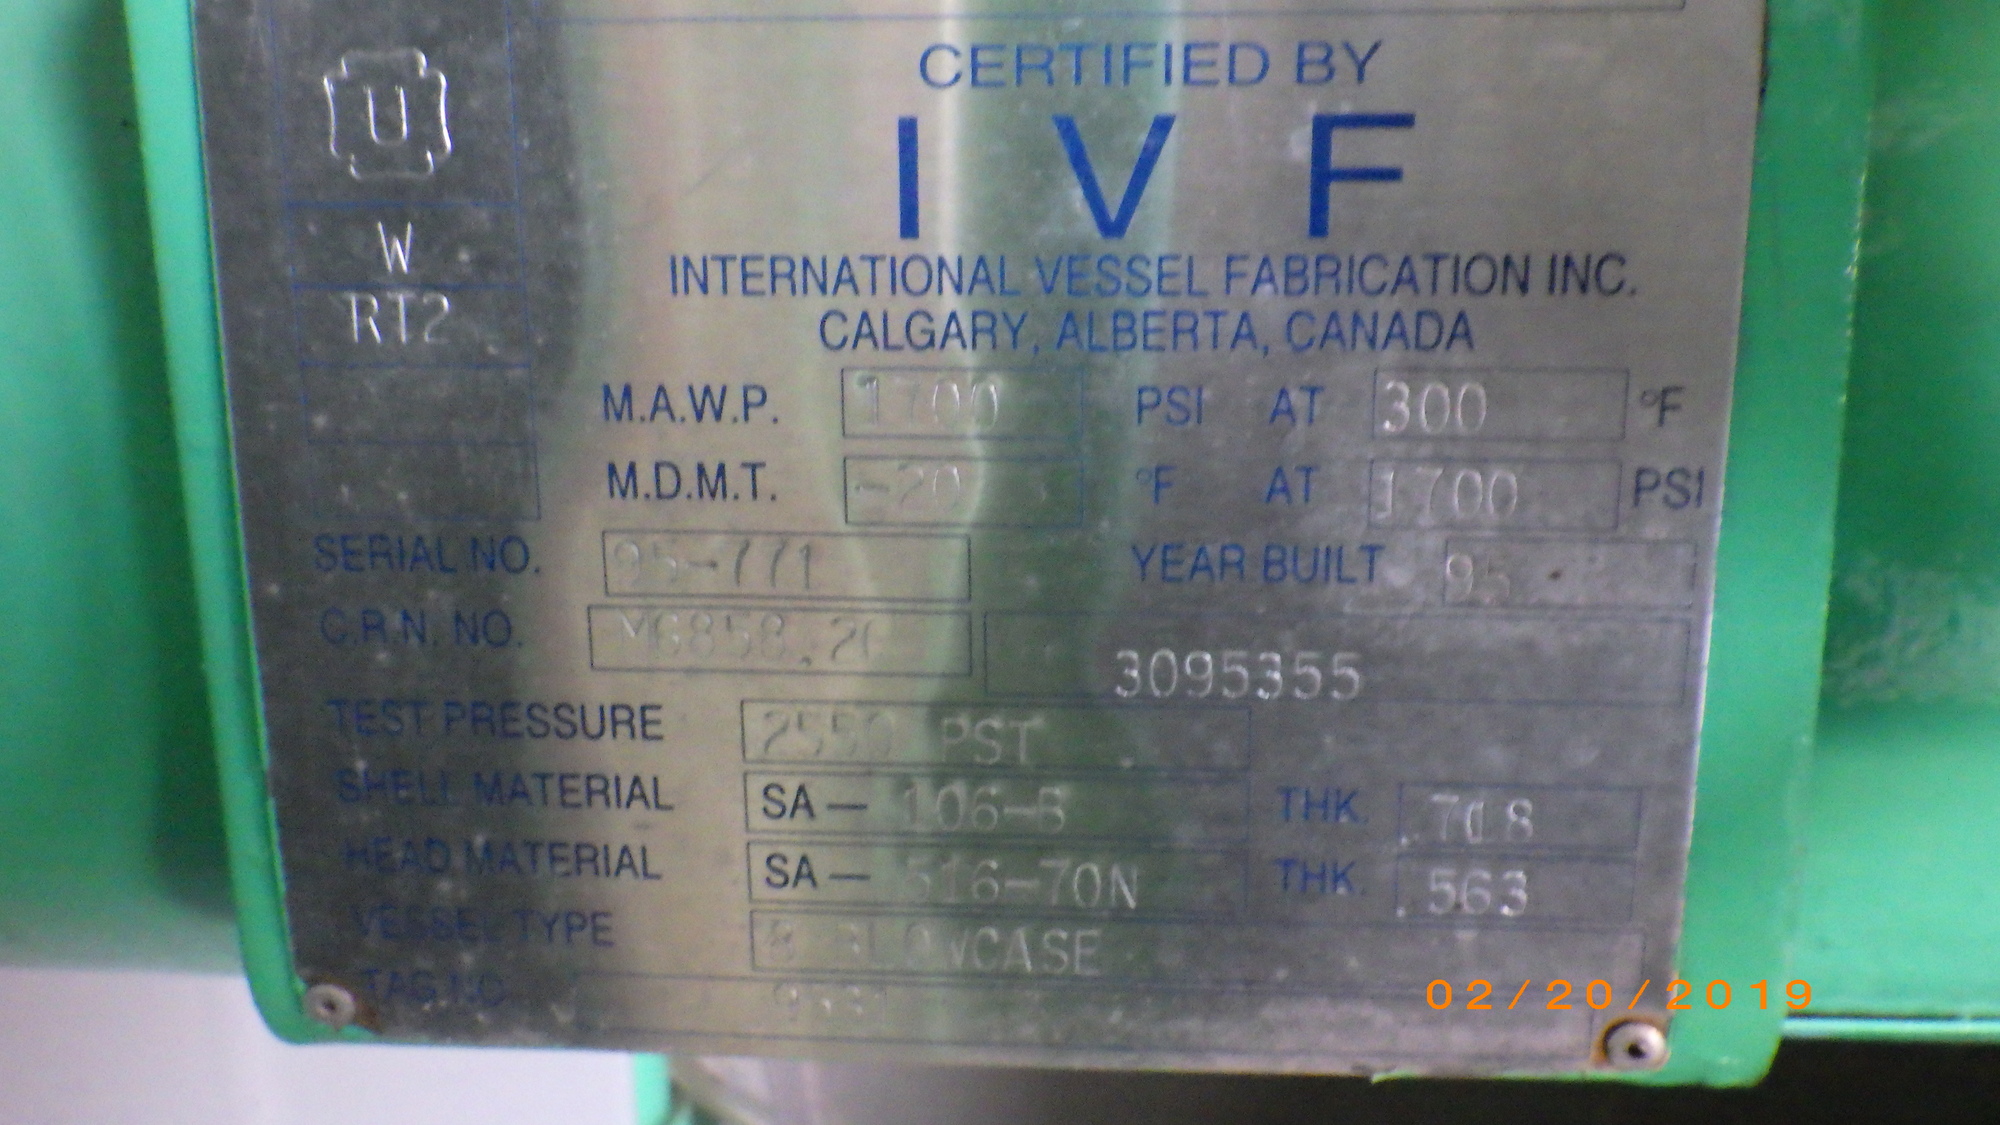 U
W
RT2
CERTIFIED BY
I V F
INTERNATIONAL VESSEL FABRICATION INC.
CALGARY, ALBERTA, CANADA
M.A.W.P. 1700 PSI AT 300 °F
M.D.M.T. -20 °F AT 1700 PSI
SERIAL NO. 95-771 YEAR BUILT 95
C.R.N. NO. 3095355
TEST PRESSURE 2550 PSI
SHELL MATERIAL SA- 106-B THK. .718
HEAD MATERIAL SA- 516-70N THK. .563
VESSEL TYPE 8 BLOWCASE
TAG NO.
02/20/2019